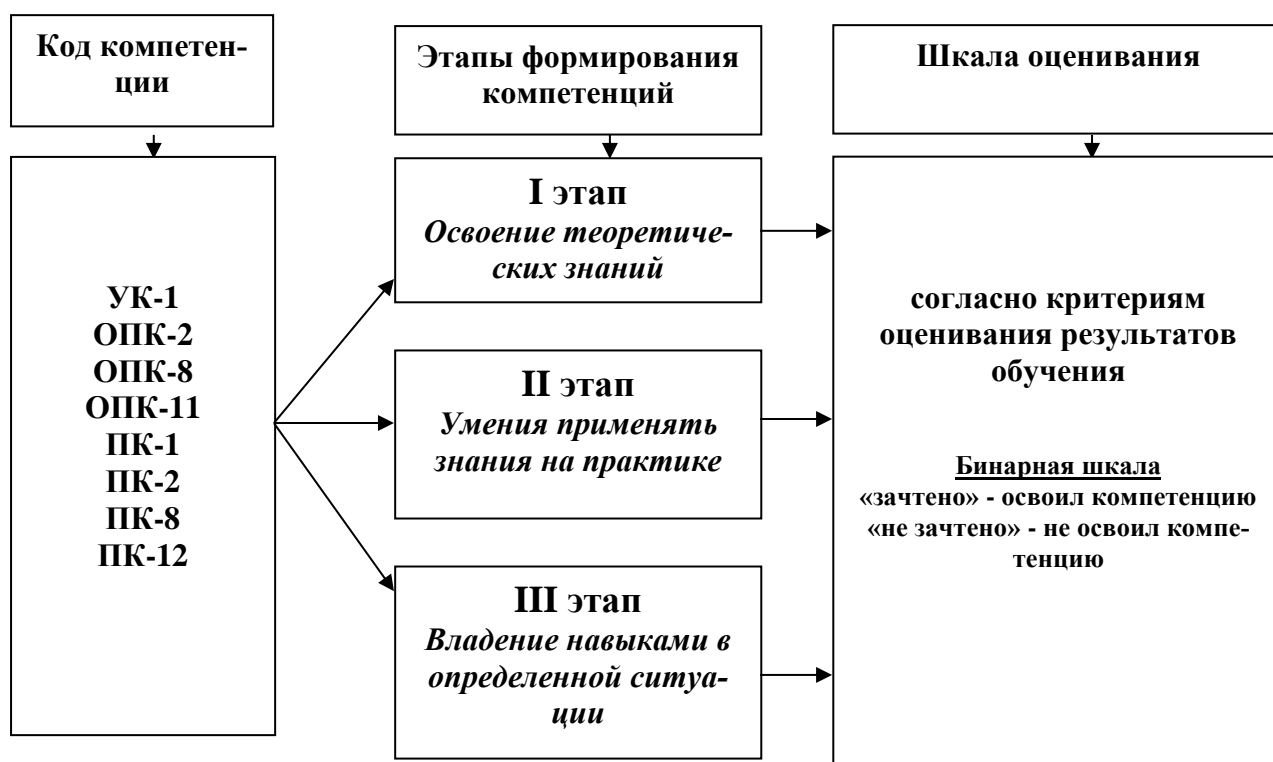 Код компетен-
ции
Этапы формирования
компетенций
Шкала оценивания
УК-1
ОПК-2
ОПК-8
ОПК-11
ПК-1
ПК-2
ПК-8
ПК-12
I этап
Освоение теоретиче-
ских знаний
II этап
Умения применять
знания на практике
III этап
Владение навыками в
определенной ситуа-
ции
согласно критериям
оценивания результатов
обучения
Бинарная шкала
«зачтено» - освоил компетенцию
«не зачтено» - не освоил компе-
тенцию